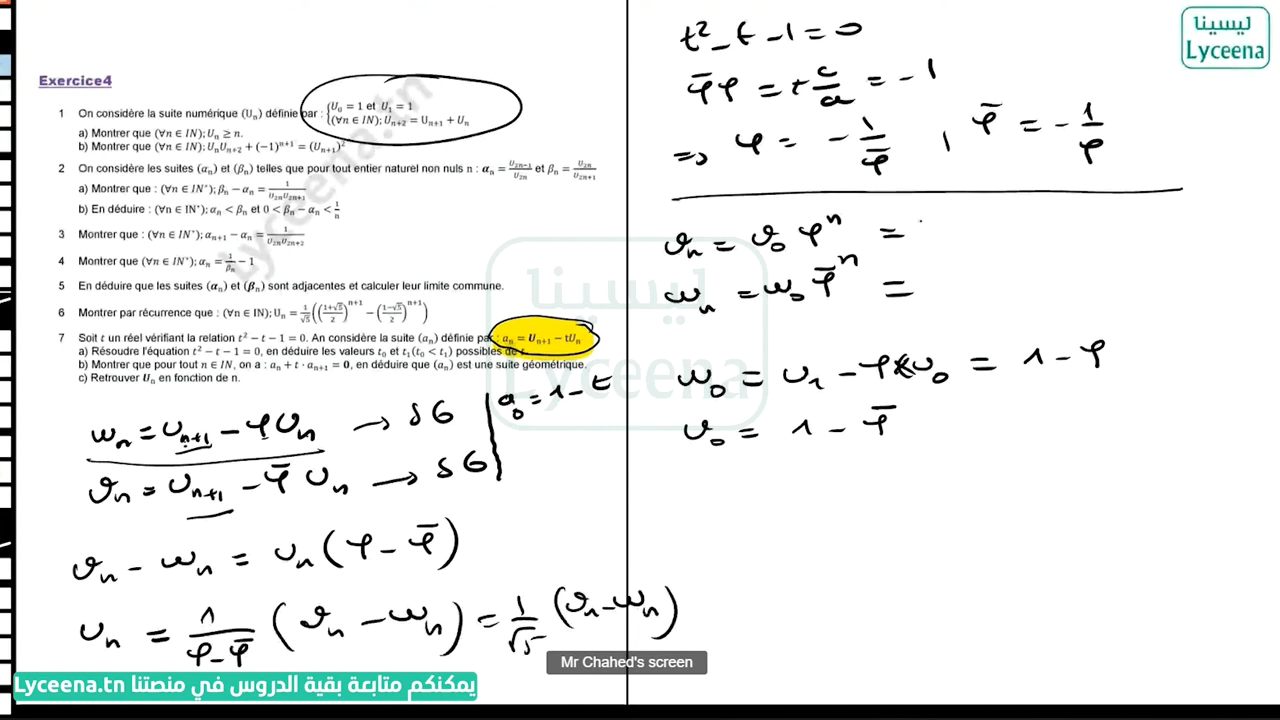 Exercice4
1 On considère la suite numérique (Uₙ) définie par : {U₀ = 1 et U₁ = 1
{(∀n ∈ IN); Uₙ₊₂ = Uₙ₊₁ + Uₙ
a) Montrer que (∀n ∈ IN); Uₙ ≥ n.
b) Montrer que (∀n ∈ IN); UₙUₙ₊₂ + (−1)ⁿ⁺¹ = (Uₙ₊₁)²
2 On considère les suites (αₙ) et (βₙ) telles que pour tout entier naturel non nuls n : αₙ = U₂ₙ₋₁/U₂ₙ et βₙ = U₂ₙ/U₂ₙ₊₁
a) Montrer que : (∀n ∈ IN*); βₙ − αₙ = 1/(U₂ₙU₂ₙ₊₁)
b) En déduire : (∀n ∈ IN*); αₙ < βₙ et 0 < βₙ − αₙ < 1/n
3 Montrer que : (∀n ∈ IN*); αₙ₊₁ − αₙ = 1/(U₂ₙU₂ₙ₊₂)
4 Montrer que (∀n ∈ IN*); αₙ = 1/βₙ − 1
5 En déduire que les suites (αₙ) et (βₙ) sont adjacentes et calculer leur limite commune.
6 Montrer par récurrence que : (∀n ∈ IN); Uₙ = 1/√5 (((1+√5)/2)ⁿ⁺¹ − ((1−√5)/2)ⁿ⁺¹)
7 Soit t un réel vérifiant la relation t² − t − 1 = 0. An considère la suite (aₙ) définie par : aₙ = Uₙ₊₁ − tUₙ
a) Résoudre l'équation t² − t − 1 = 0, en déduire les valeurs t₀ et t₁(t₀ < t₁) possibles de t.
b) Montrer que pour tout n ∈ IN, on a : aₙ + t · aₙ₊₁ = 0, en déduire que (aₙ) est une suite géométrique.
c) Retrouver Uₙ en fonction de n.
wₙ = Uₙ₊₁ − φUₙ → SG
a₀ = 1 − t
vₙ = Uₙ₊₁ − φ̄ Uₙ → SG
vₙ − wₙ = Uₙ (φ − φ̄)
Uₙ = 1/(φ − φ̄) (vₙ − wₙ) = 1/√5 (vₙ − wₙ)
t² − t − 1 = 0
φ̄φ = + c/a = −1
⇒ φ = − 1/φ̄ , φ̄ = − 1/φ
vₙ = v₀ φⁿ =
wₙ = w₀ φ̄ⁿ =
w₀ = U₁ − φ U₀ = 1 − φ
v₀ = 1 − φ̄
ليسينا
Lyceena
Lyceena.tn
ليسينا
Lyceena
Mr Chahed's screen
يمكنكم متابعة بقية الدروس في منصتنا Lyceena.tn